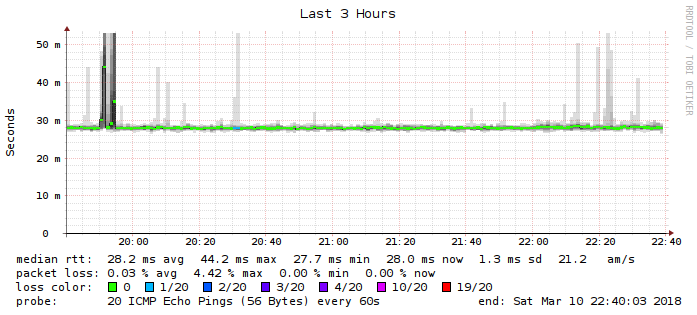 Last 3 Hours
RRDTOOL / TOBI OETIKER
Seconds
50 m
40 m
30 m
20 m
10 m
0
20:00 20:20 20:40 21:00 21:20 21:40 22:00 22:20 22:40
median rtt: 28.2 ms avg 44.2 ms max 27.7 ms min 28.0 ms now 1.3 ms sd 21.2 am/s
packet loss: 0.03 % avg 4.42 % max 0.00 % min 0.00 % now
loss color: 0 1/20 2/20 3/20 4/20 10/20 19/20
probe: 20 ICMP Echo Pings (56 Bytes) every 60s end: Sat Mar 10 22:40:03 2018